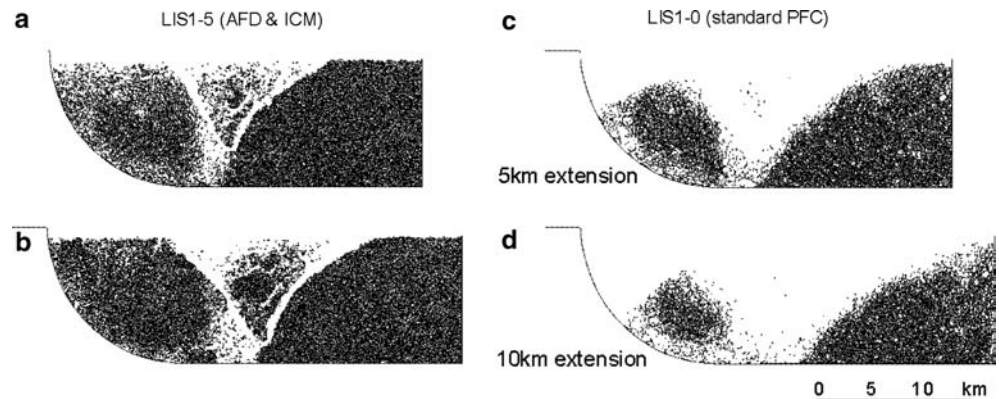 a
LIS1-5 (AFD & ICM)
c
LIS1-0 (standard PFC)
5km extension
b
d
10km extension
0 5 10 km